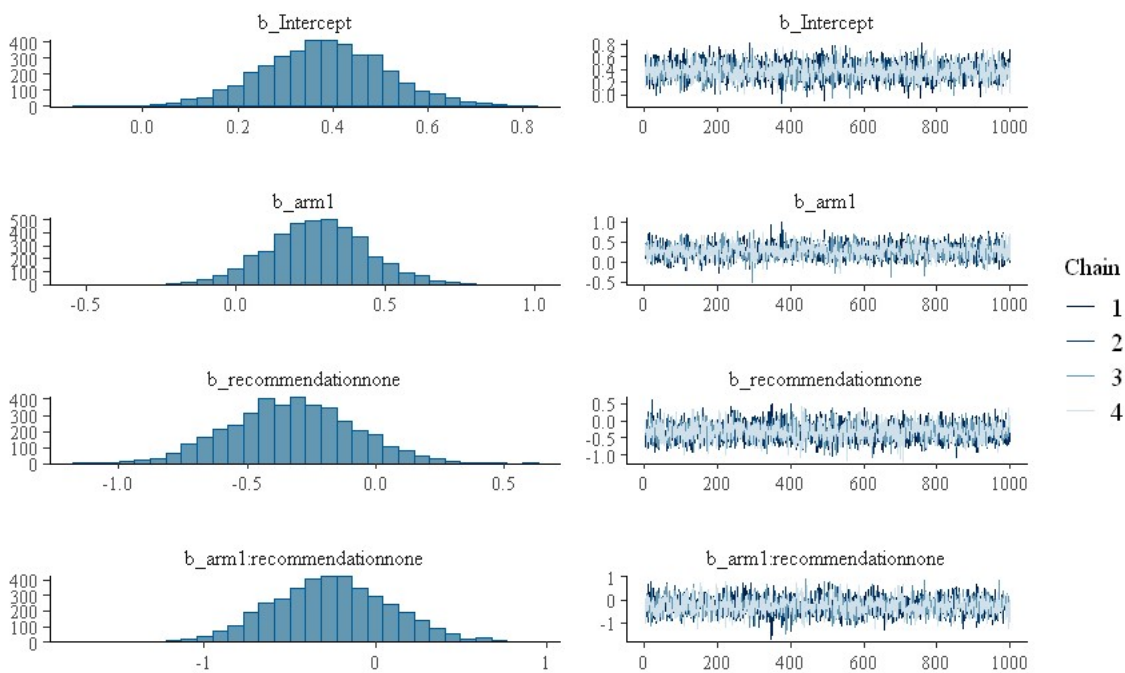 b_Intercept
400
300
200
100
0
0.0 0.2 0.4 0.6 0.8
b_Intercept
0.8
0.6
0.4
0.2
0.0
0 200 400 600 800 1000
b_arm1
500
400
300
200
100
0
-0.5 0.0 0.5 1.0
b_arm1
1.0
0.5
0.0
-0.5
0 200 400 600 800 1000
b_recommendationnone
400
300
200
100
0
-1.0 -0.5 0.0 0.5
b_recommendationnone
0.5
0.0
-0.5
-1.0
0 200 400 600 800 1000
b_arm1:recommendationnone
400
300
200
100
0
-1 0 1
b_arm1:recommendationnone
1
0
-1
0 200 400 600 800 1000
Chain
1
2
3
4